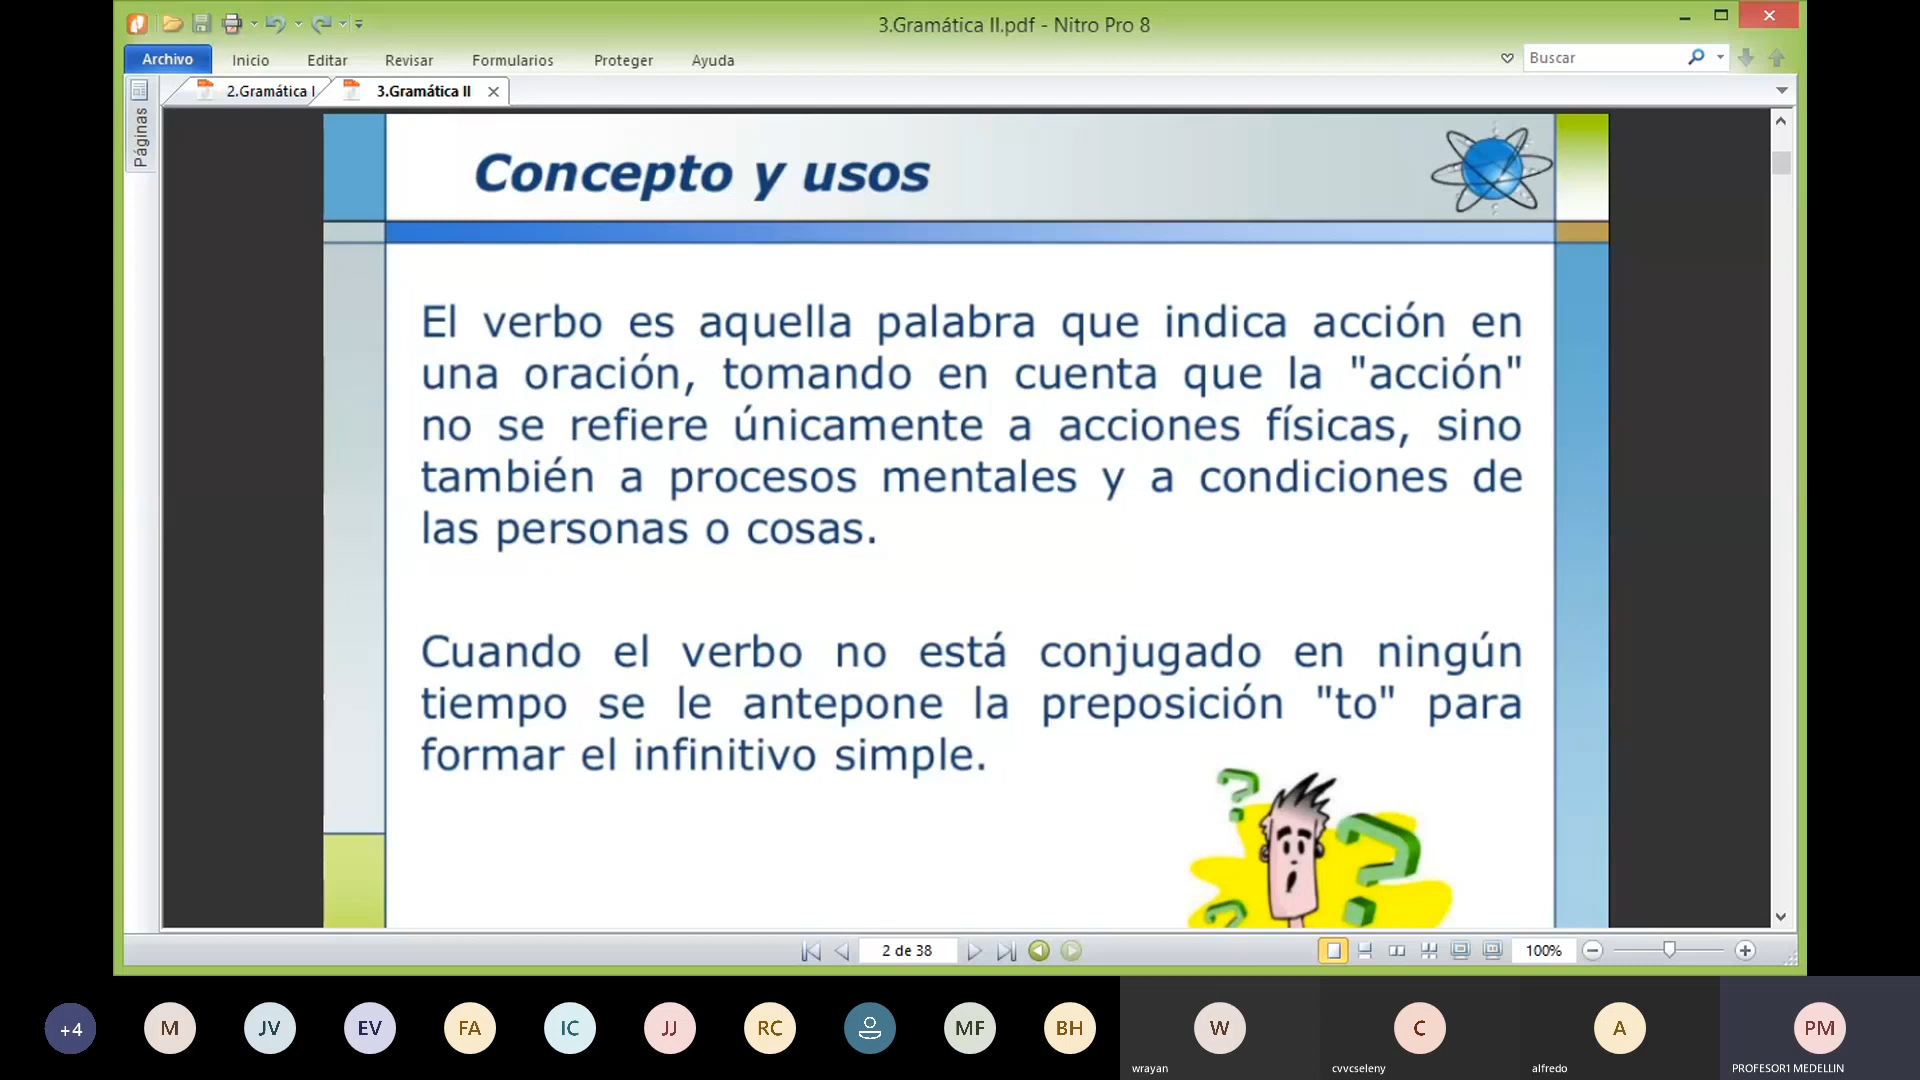 3.Gramática II.pdf - Nitro Pro 8
Archivo Inicio Editar Revisar Formularios Proteger Ayuda Buscar
2.Gramática I 3.Gramática II
Páginas
Concepto y usos
El verbo es aquella palabra que indica acción en
una oración, tomando en cuenta que la "acción"
no se refiere únicamente a acciones físicas, sino
también a procesos mentales y a condiciones de
las personas o cosas.
Cuando el verbo no está conjugado en ningún
tiempo se le antepone la preposición "to" para
formar el infinitivo simple.
? ? ?
2 de 38 100%
+4 M JV EV FA IC JJ RC MF BH W C A PM
wrayan cvvcseleny alfredo PROFESOR1 MEDELLIN